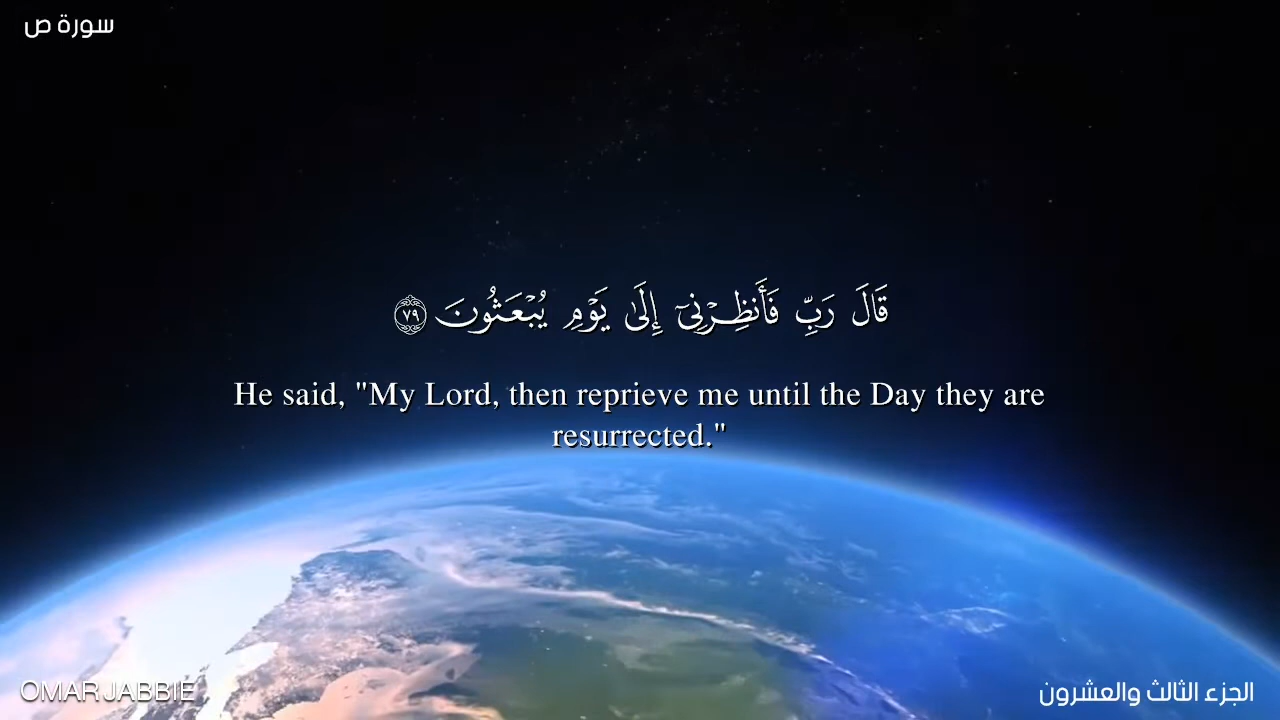 سورة ص
قَالَ رَبِّ فَأَنظِرْنِىٓ إِلَىٰ يَوْمِ يُبْعَثُونَ ٧٩
He said, "My Lord, then reprieve me until the Day they are
resurrected."
OMAR JABBIE
الجزء الثالث والعشرون